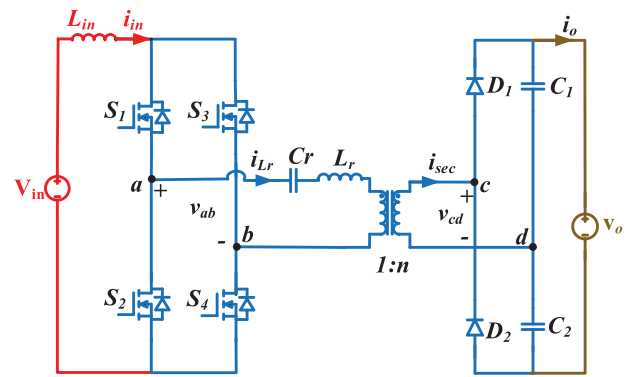 L_in i_in i_o
S_1 S_3 D_1 C_1
i_Lr Cr L_r i_sec
V_in a + c + v_o
v_ab v_cd
- b - d
1:n
S_2 S_4 D_2 C_2